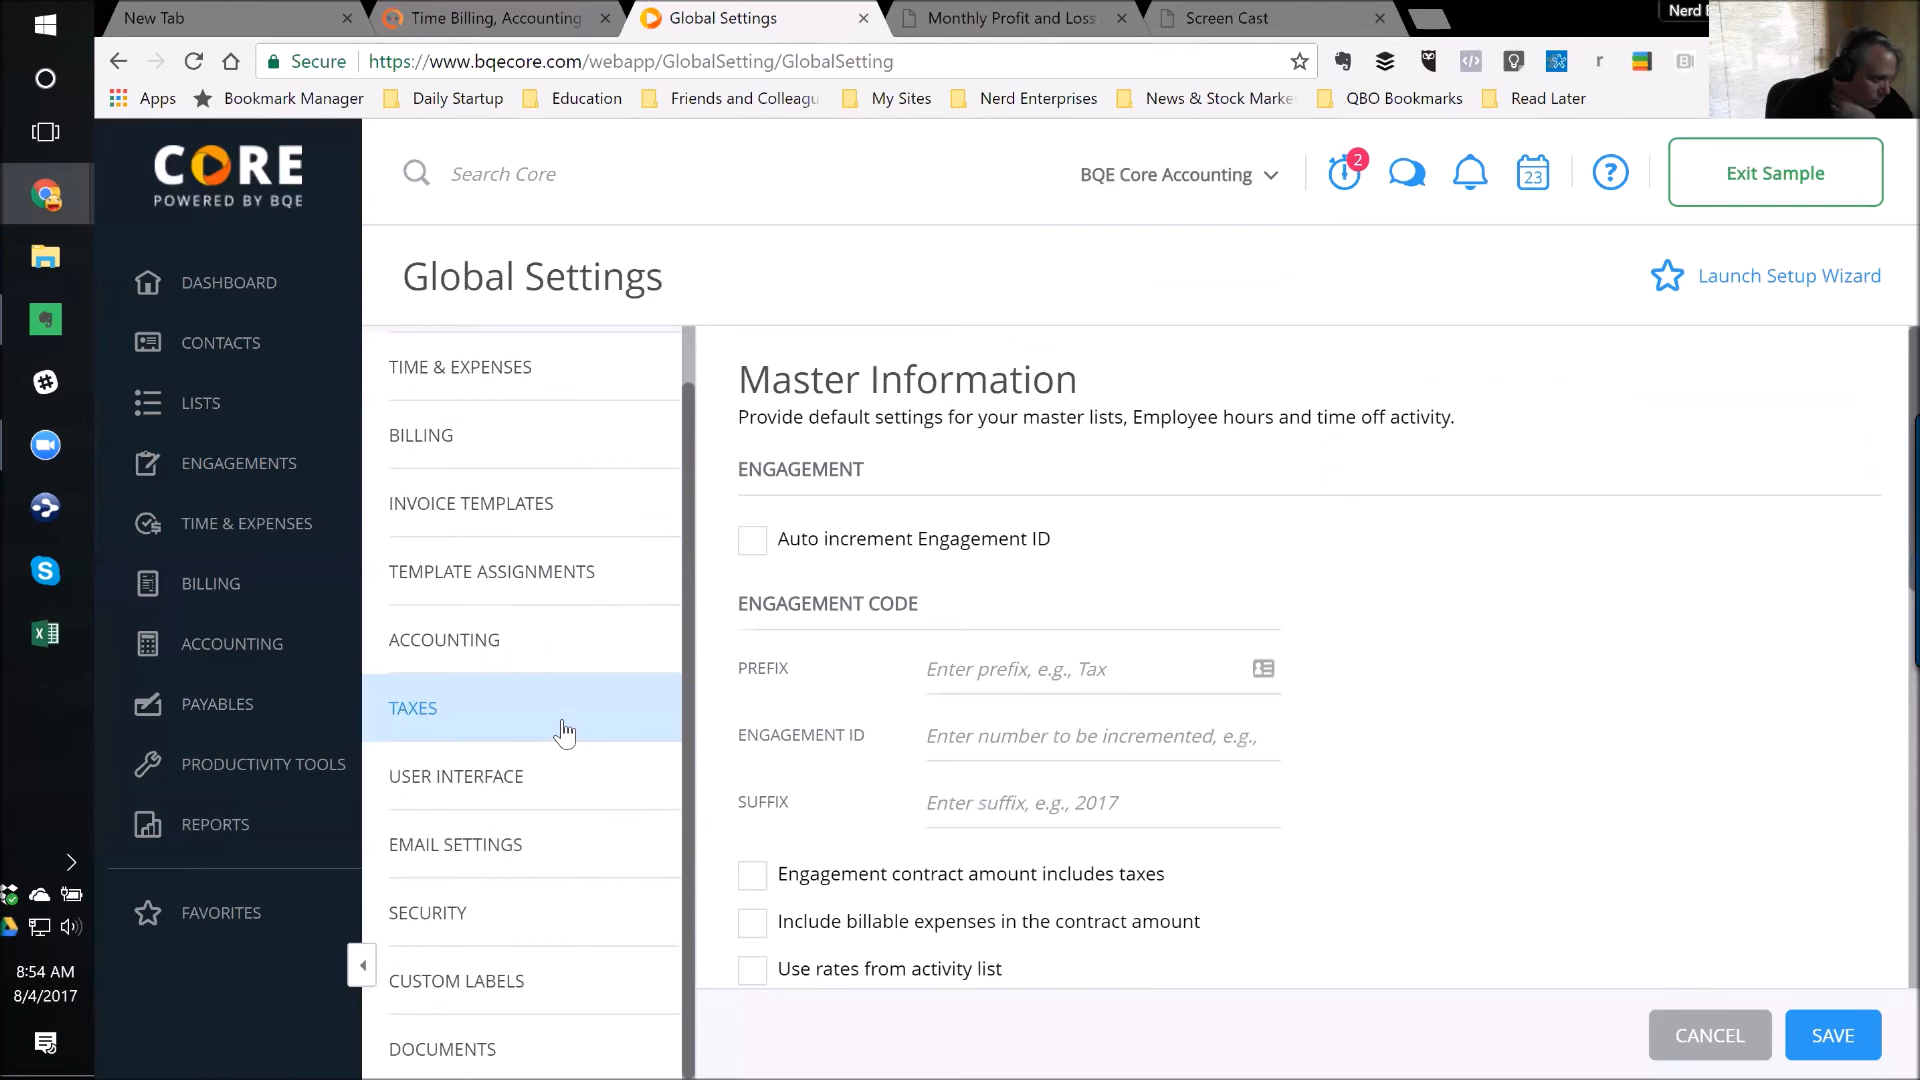 New Tab
Time Billing, Accounting
Global Settings
Monthly Profit and Loss
Screen Cast
Nerd
Secure
https://www.bqecore.com/webapp/GlobalSetting/GlobalSetting
Apps
Bookmark Manager
Daily Startup
Education
Friends and Colleagu
My Sites
Nerd Enterprises
News & Stock Marke
QBO Bookmarks
Read Later
CORE
POWERED BY BQE
Search Core
BQE Core Accounting
2
23
?
Exit Sample
Global Settings
Launch Setup Wizard
DASHBOARD
CONTACTS
LISTS
ENGAGEMENTS
TIME & EXPENSES
BILLING
ACCOUNTING
PAYABLES
PRODUCTIVITY TOOLS
REPORTS
FAVORITES
TIME & EXPENSES
BILLING
INVOICE TEMPLATES
TEMPLATE ASSIGNMENTS
ACCOUNTING
TAXES
USER INTERFACE
EMAIL SETTINGS
SECURITY
CUSTOM LABELS
DOCUMENTS
Master Information
Provide default settings for your master lists, Employee hours and time off activity.
ENGAGEMENT
Auto increment Engagement ID
ENGAGEMENT CODE
PREFIX
Enter prefix, e.g., Tax
ENGAGEMENT ID
Enter number to be incremented, e.g.,
SUFFIX
Enter suffix, e.g., 2017
Engagement contract amount includes taxes
Include billable expenses in the contract amount
Use rates from activity list
CANCEL
SAVE
8:54 AM
8/4/2017